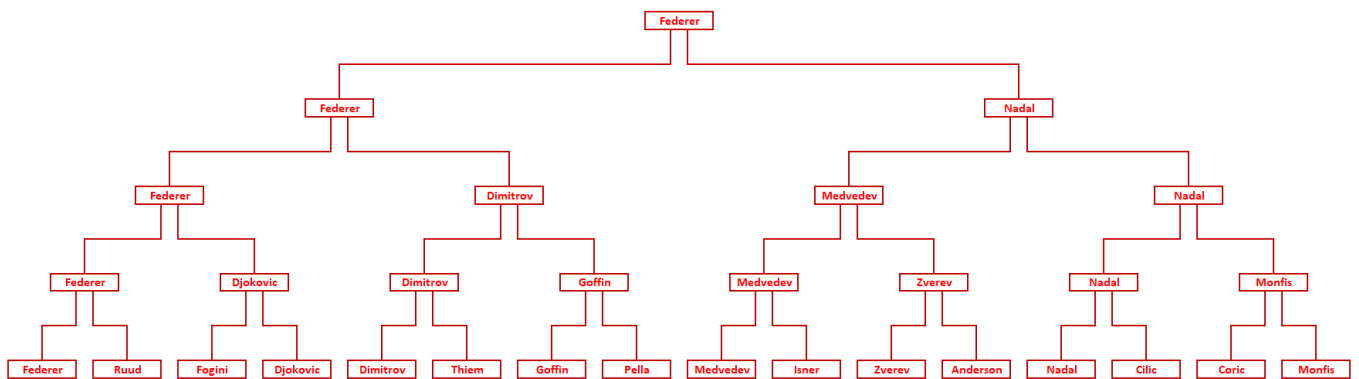 Federer
Federer Nadal
Federer Dimitrov Medvedev Nadal
Federer Djokovic Dimitrov Goffin Medvedev Zverev Nadal Monfis
Federer Ruud Fogini Djokovic Dimitrov Thiem Goffin Pella Medvedev Isner Zverev Anderson Nadal Cilic Coric Monfis